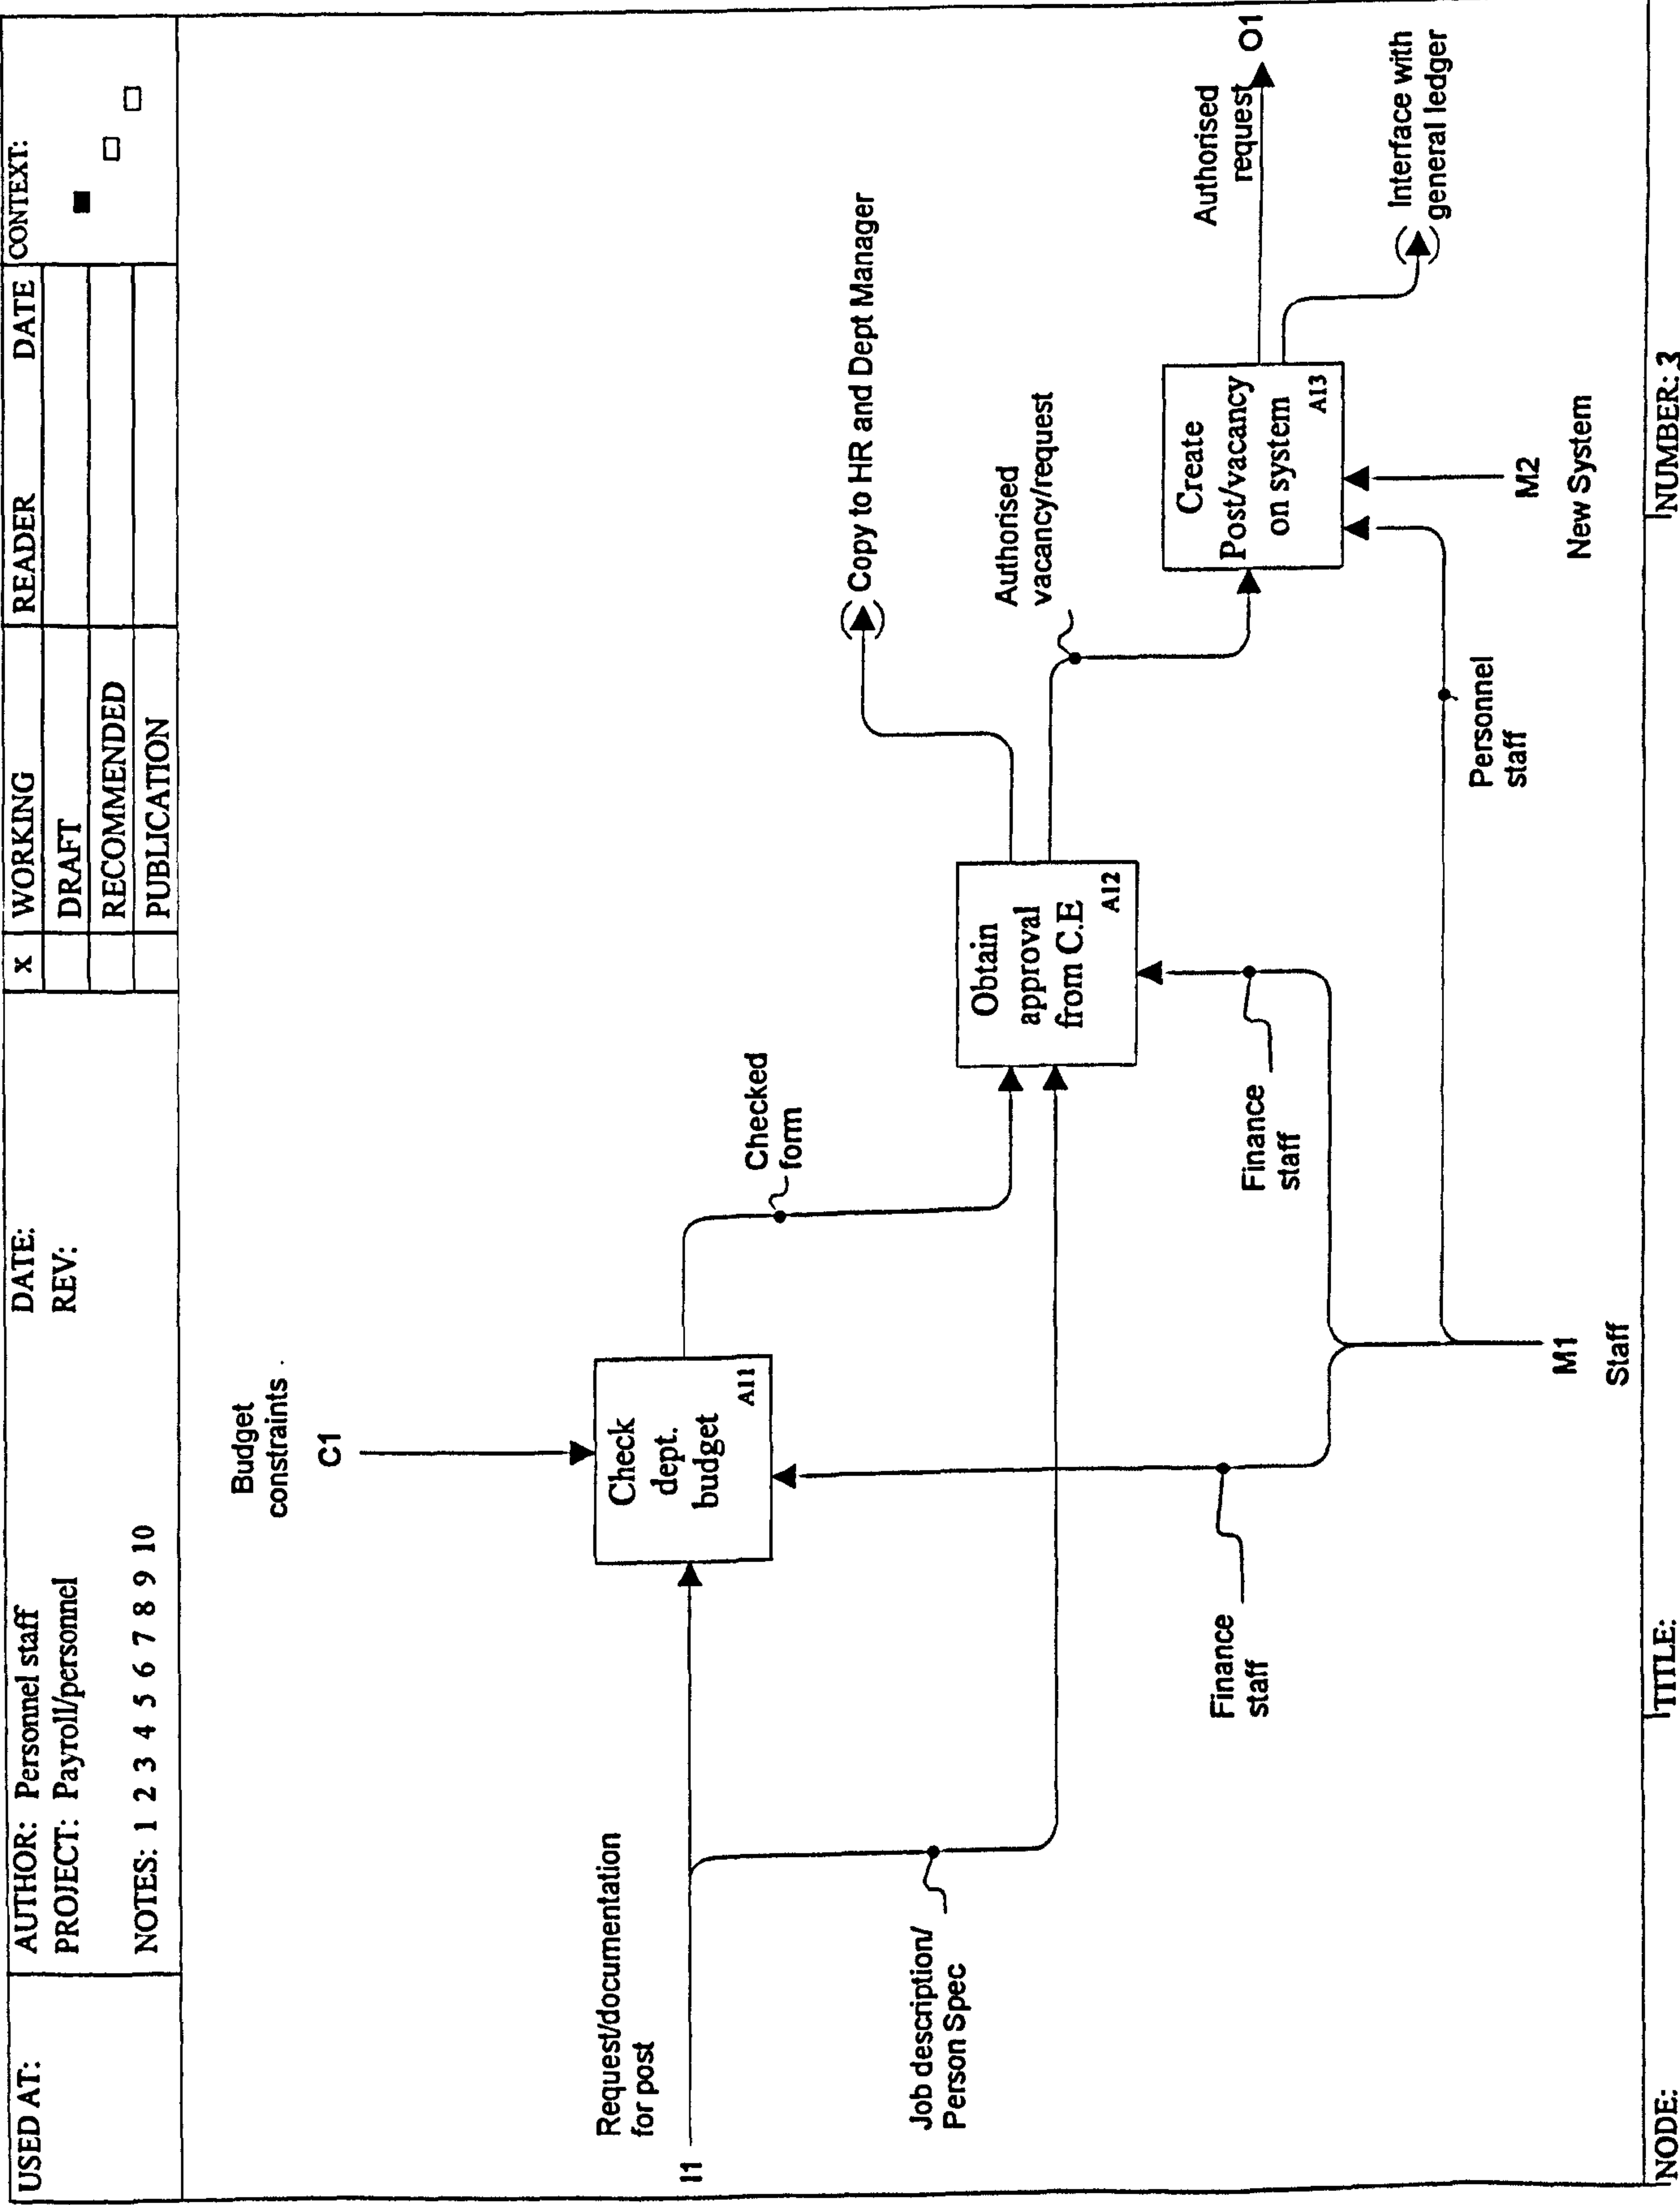 USED AT:
AUTHOR: Personnel staff
PROJECT: Payroll/personnel
NOTES: 1 2 3 4 5 6 7 8 9 10
DATE:
REV:
x WORKING
DRAFT
RECOMMENDED
PUBLICATION
READER
DATE
CONTEXT:
Budget
constraints
C1
Request/documentation
for post
I1
Check
dept.
budget
A11
Job description/
Person Spec
Checked
form
Copy to HR and Dept Manager
Obtain
approval
from C.E
A12
Authorised
vacancy/request
Finance
staff
Finance
staff
Create
Post/vacancy
on system
A13
Authorised
request
O1
Interface with
general ledger
Personnel
staff
M2
New System
M1
Staff
NODE:
TITLE:
NUMBER: 3